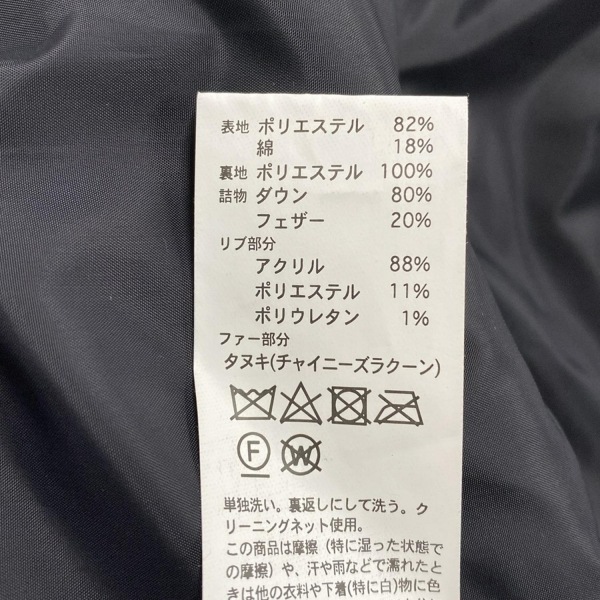 表地 ポリエステル 82%
綿 18%
裏地 ポリエステル 100%
詰物 ダウン 80%
フェザー 20%
リブ部分
アクリル 88%
ポリエステル 11%
ポリウレタン 1%
ファー部分
タヌキ(チャイニーズラクーン)
F W
単独洗い。裏返しにして洗う。ク
リーニングネット使用。
この商品は摩擦（特に湿った状態で
の摩擦）や、汗や雨などで濡れたと
きは他の衣料や下着(特に白)物に色